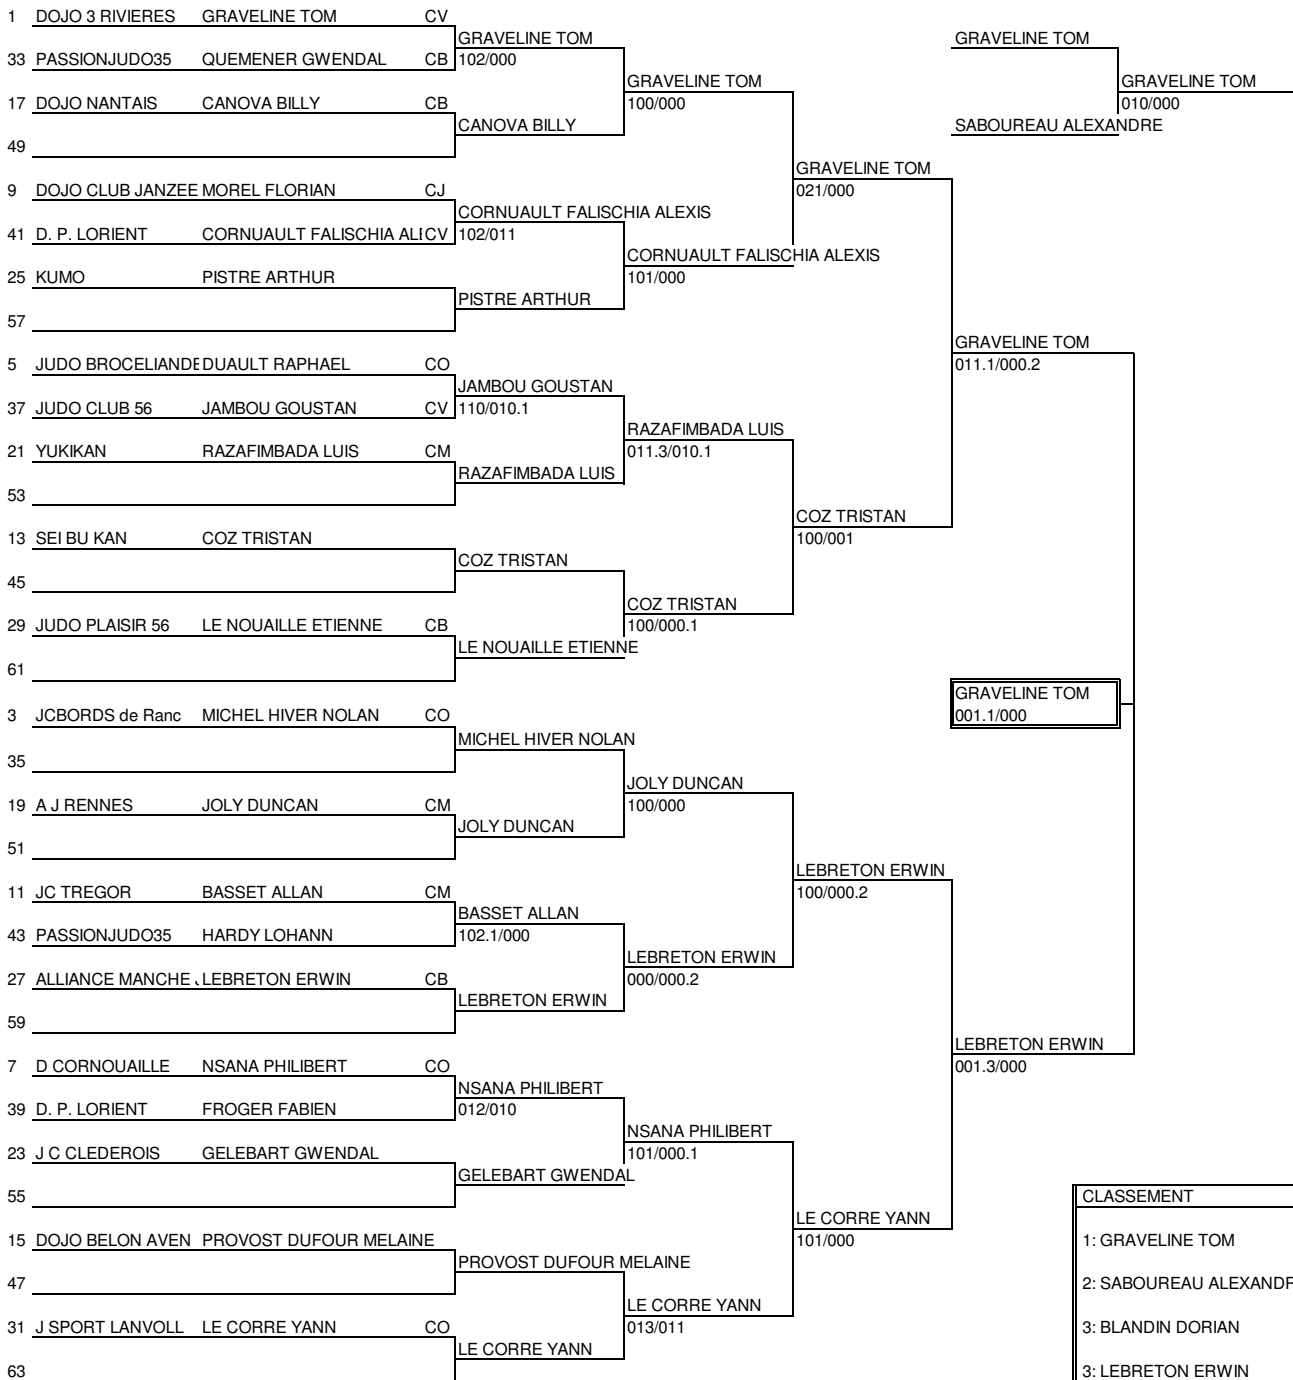 1 DOJO 3 RIVIERES GRAVELINE TOM CV
GRAVELINE TOM
102/000
33 PASSIONJUDO35 QUEMENER GWENDAL CB
GRAVELINE TOM
100/000
17 DOJO NANTAIS CANOVA BILLY CB
CANOVA BILLY
49
GRAVELINE TOM
021/000
9 DOJO CLUB JANZEE MOREL FLORIAN CJ
CORNUAULT FALISCHIA ALEXIS
102/011
41 D. P. LORIENT CORNUAULT FALISCHIA ALE CV
CORNUAULT FALISCHIA ALEXIS
101/000
25 KUMO PISTRE ARTHUR
PISTRE ARTHUR
57
GRAVELINE TOM
011.1/000.2
5 JUDO BROCELIANDE DUAULT RAPHAEL CO
JAMBOU GOUSTAN
110/010.1
37 JUDO CLUB 56 JAMBOU GOUSTAN CV
RAZAFIMBADA LUIS
011.3/010.1
21 YUKIKAN RAZAFIMBADA LUIS CM
RAZAFIMBADA LUIS
53
COZ TRISTAN
100/001
13 SEI BU KAN COZ TRISTAN
COZ TRISTAN
45
COZ TRISTAN
100/000.1
29 JUDO PLAISIR 56 LE NOUAILLE ETIENNE CB
LE NOUAILLE ETIENNE
61
GRAVELINE TOM
001.1/000
3 JCBORDS de Ranc MICHEL HIVER NOLAN CO
MICHEL HIVER NOLAN
35
JOLY DUNCAN
100/000
19 A J RENNES JOLY DUNCAN CM
JOLY DUNCAN
51
LEBRETON ERWIN
100/000.2
11 JC TREGOR BASSET ALLAN CM
BASSET ALLAN
102.1/000
43 PASSIONJUDO35 HARDY LOHANN
LEBRETON ERWIN
000/000.2
27 ALLIANCE MANCHE LEBRETON ERWIN CB
LEBRETON ERWIN
59
LEBRETON ERWIN
001.3/000
7 D CORNOUAILLE NSANA PHILIBERT CO
NSANA PHILIBERT
012/010
39 D. P. LORIENT FROGER FABIEN
NSANA PHILIBERT
101/000.1
23 J C CLEDEROIS GELEBART GWENDAL
GELEBART GWENDAL
55
LE CORRE YANN
101/000
15 DOJO BELON AVEN PROVOST DUFOUR MELAINE
PROVOST DUFOUR MELAINE
47
LE CORRE YANN
013/011
31 J SPORT LANVOLL LE CORRE YANN CO
LE CORRE YANN
63
GRAVELINE TOM
GRAVELINE TOM
010/000
SABOUREAU ALEXANDRE
CLASSEMENT
1: GRAVELINE TOM
2: SABOUREAU ALEXANDR
3: BLANDIN DORIAN
3: LEBRETON ERWIN